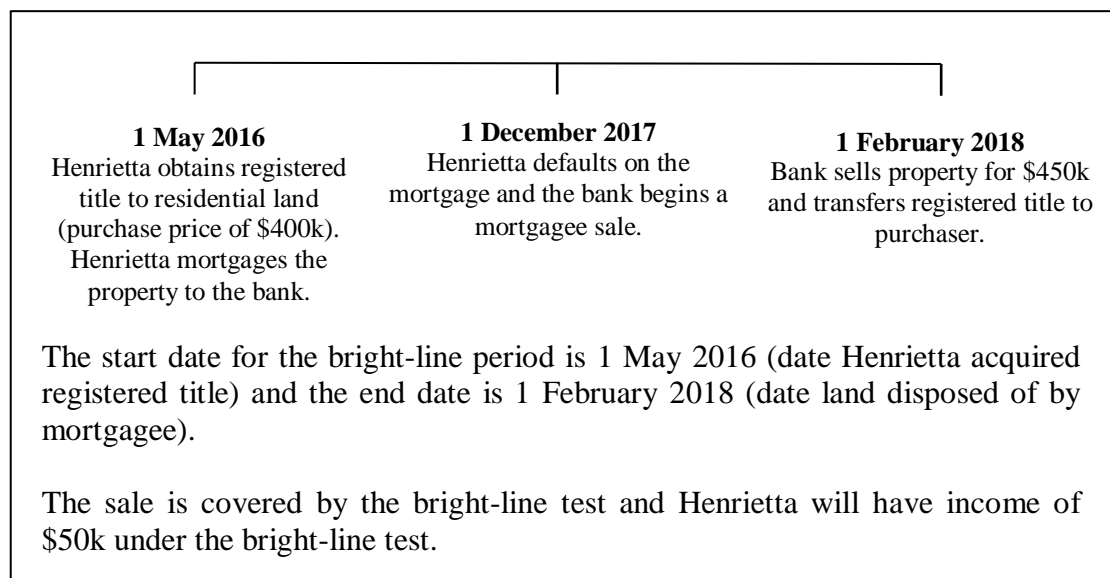 1 May 2016
Henrietta obtains registered
title to residential land
(purchase price of $400k).
Henrietta mortgages the
property to the bank.
1 December 2017
Henrietta defaults on the
mortgage and the bank begins a
mortgagee sale.
1 February 2018
Bank sells property for $450k
and transfers registered title to
purchaser.
The start date for the bright-line period is 1 May 2016 (date Henrietta acquired
registered title) and the end date is 1 February 2018 (date land disposed of by
mortgagee).
The sale is covered by the bright-line test and Henrietta will have income of
$50k under the bright-line test.